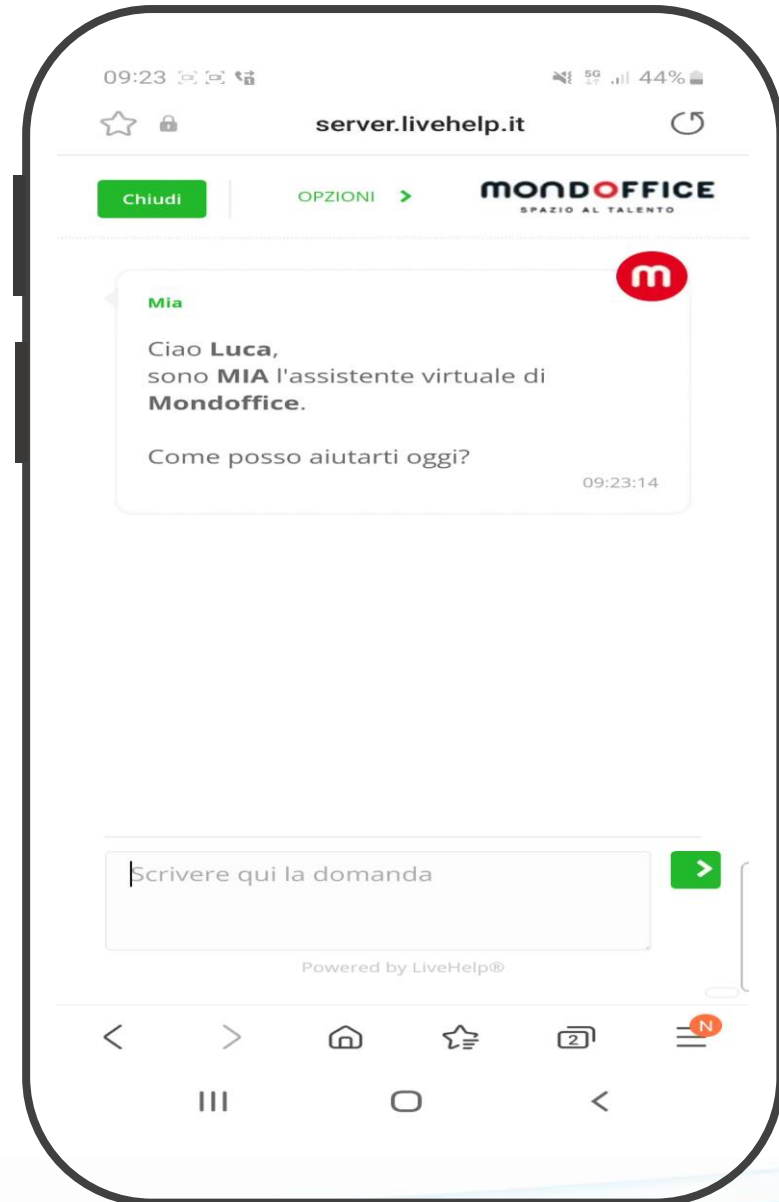 09:23
5G
44%
server.livehelp.it
Chiudi
OPZIONI
MONDOFFICE
SPAZIO AL TALENTO
m
Mia
Ciao Luca,
sono MIA l'assistente virtuale di
Mondoffice.
Come posso aiutarti oggi?
09:23:14
Scrivere qui la domanda
Powered by LiveHelp®
2
N